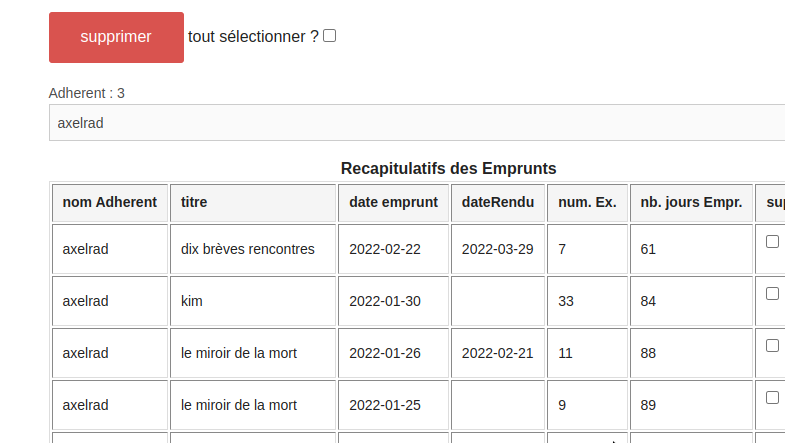 supprimer tout sélectionner ?
Adherent : 3
axelrad
Recapitulatifs des Emprunts
nom Adherent titre date emprunt dateRendu num. Ex. nb. jours Empr. sup
axelrad dix brèves rencontres 2022-02-22 2022-03-29 7 61
axelrad kim 2022-01-30 33 84
axelrad le miroir de la mort 2022-01-26 2022-02-21 11 88
axelrad le miroir de la mort 2022-01-25 9 89